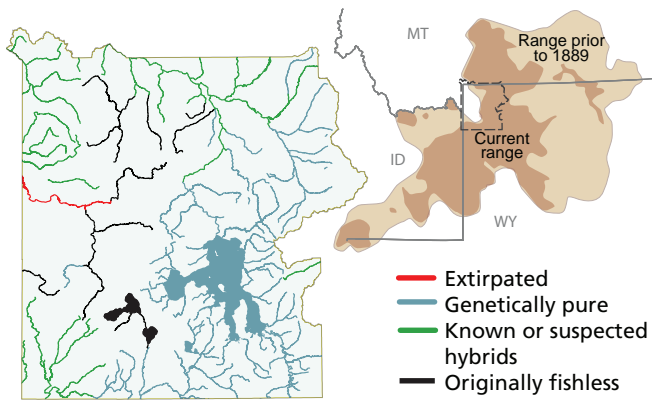 MT
Range prior
to 1889
Current
range
ID
WY
Extirpated
Genetically pure
Known or suspected
hybrids
Originally fishless